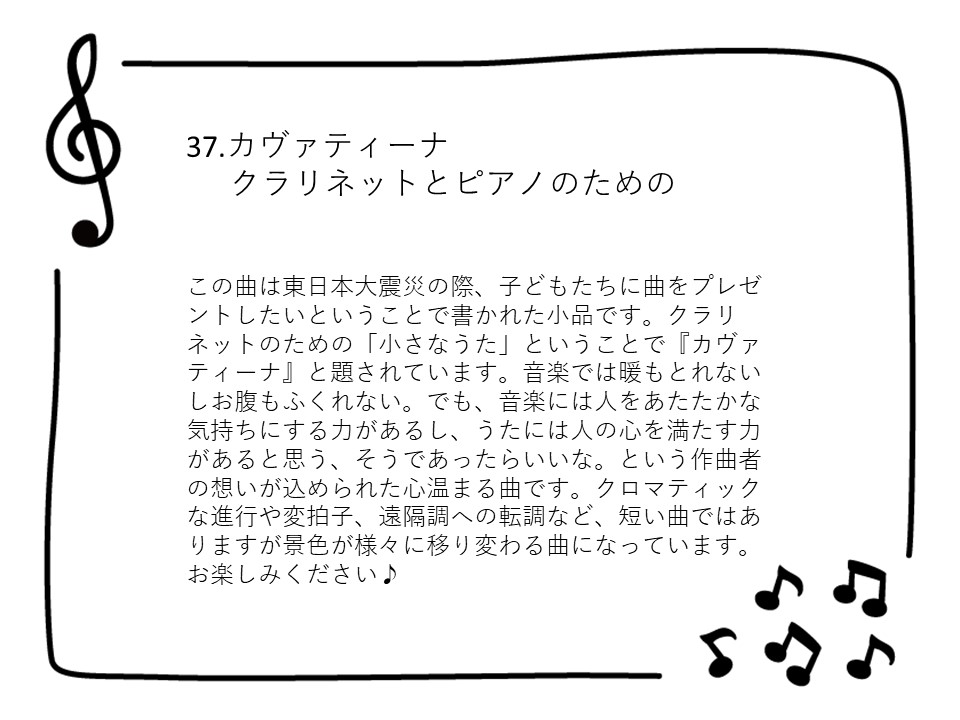 37.カヴァティーナ
クラリネットとピアノのための
この曲は東日本大震災の際、子どもたちに曲をプレゼ
ントしたいということで書かれた小品です。クラリ
ネットのための「小さなうた」ということで『カヴァ
ティーナ』と題されています。音楽では暖もとれない
しお腹もふくれない。でも、音楽には人をあたたかな
気持ちにする力があるし、うたには人の心を満たす力
があると思う、そうであったらいいな。という作曲者
の想いが込められた心温まる曲です。クロマティック
な進行や変拍子、遠隔調への転調など、短い曲ではあ
りますが景色が様々に移り変わる曲になっています。
お楽しみください♪